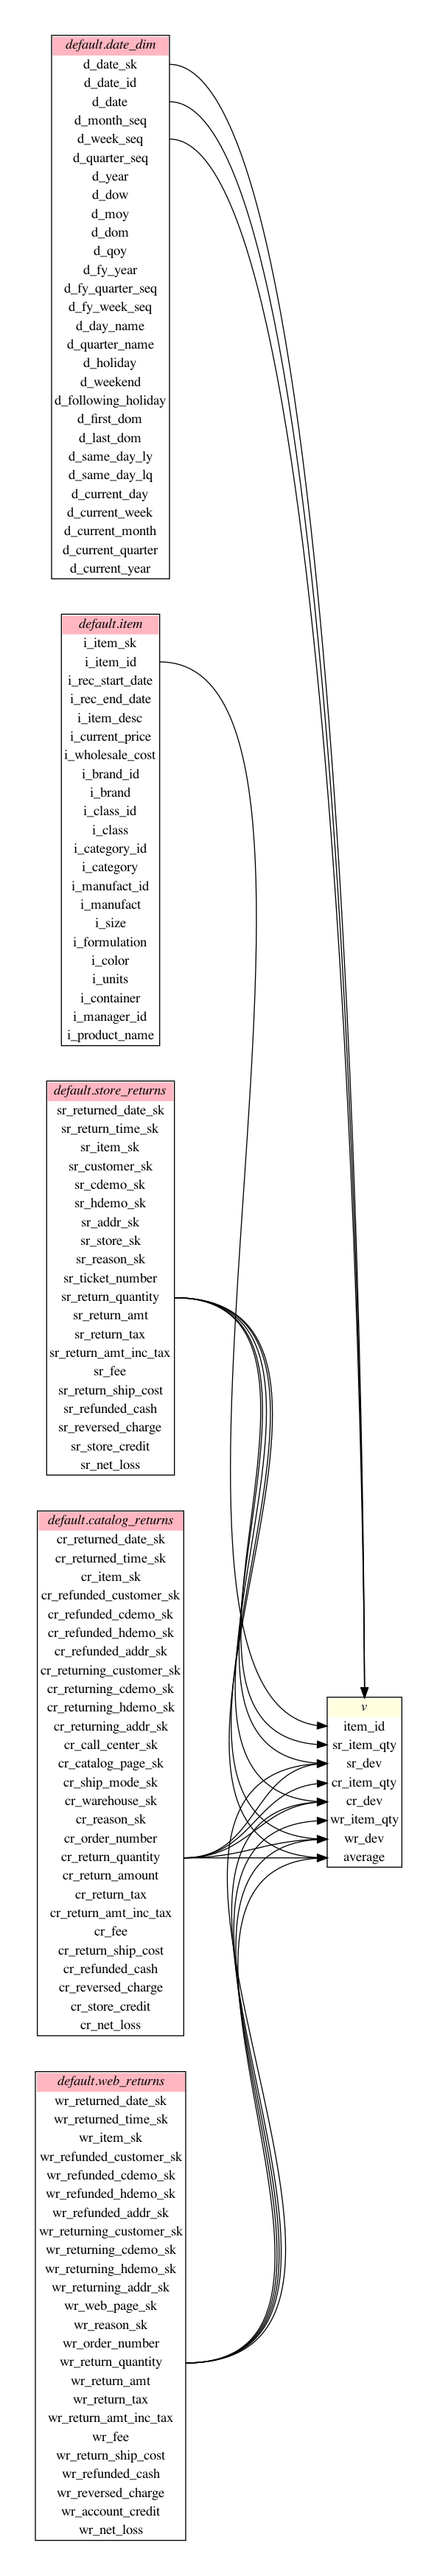 default.date_dim
d_date_sk
d_date_id
d_date
d_month_seq
d_week_seq
d_quarter_seq
d_year
d_dow
d_moy
d_dom
d_qoy
d_fy_year
d_fy_quarter_seq
d_fy_week_seq
d_day_name
d_quarter_name
d_holiday
d_weekend
d_following_holiday
d_first_dom
d_last_dom
d_same_day_ly
d_same_day_lq
d_current_day
d_current_week
d_current_month
d_current_quarter
d_current_year
default.item
i_item_sk
i_item_id
i_rec_start_date
i_rec_end_date
i_item_desc
i_current_price
i_wholesale_cost
i_brand_id
i_brand
i_class_id
i_class
i_category_id
i_category
i_manufact_id
i_manufact
i_size
i_formulation
i_color
i_units
i_container
i_manager_id
i_product_name
default.store_returns
sr_returned_date_sk
sr_return_time_sk
sr_item_sk
sr_customer_sk
sr_cdemo_sk
sr_hdemo_sk
sr_addr_sk
sr_store_sk
sr_reason_sk
sr_ticket_number
sr_return_quantity
sr_return_amt
sr_return_tax
sr_return_amt_inc_tax
sr_fee
sr_return_ship_cost
sr_refunded_cash
sr_reversed_charge
sr_store_credit
sr_net_loss
default.catalog_returns
cr_returned_date_sk
cr_returned_time_sk
cr_item_sk
cr_refunded_customer_sk
cr_refunded_cdemo_sk
cr_refunded_hdemo_sk
cr_refunded_addr_sk
cr_returning_customer_sk
cr_returning_cdemo_sk
cr_returning_hdemo_sk
cr_returning_addr_sk
cr_call_center_sk
cr_catalog_page_sk
cr_ship_mode_sk
cr_warehouse_sk
cr_reason_sk
cr_order_number
cr_return_quantity
cr_return_amount
cr_return_tax
cr_return_amt_inc_tax
cr_fee
cr_return_ship_cost
cr_refunded_cash
cr_reversed_charge
cr_store_credit
cr_net_loss
v
item_id
sr_item_qty
sr_dev
cr_item_qty
cr_dev
wr_item_qty
wr_dev
average
default.web_returns
wr_returned_date_sk
wr_returned_time_sk
wr_item_sk
wr_refunded_customer_sk
wr_refunded_cdemo_sk
wr_refunded_hdemo_sk
wr_refunded_addr_sk
wr_returning_customer_sk
wr_returning_cdemo_sk
wr_returning_hdemo_sk
wr_returning_addr_sk
wr_web_page_sk
wr_reason_sk
wr_order_number
wr_return_quantity
wr_return_amt
wr_return_tax
wr_return_amt_inc_tax
wr_fee
wr_return_ship_cost
wr_refunded_cash
wr_reversed_charge
wr_account_credit
wr_net_loss